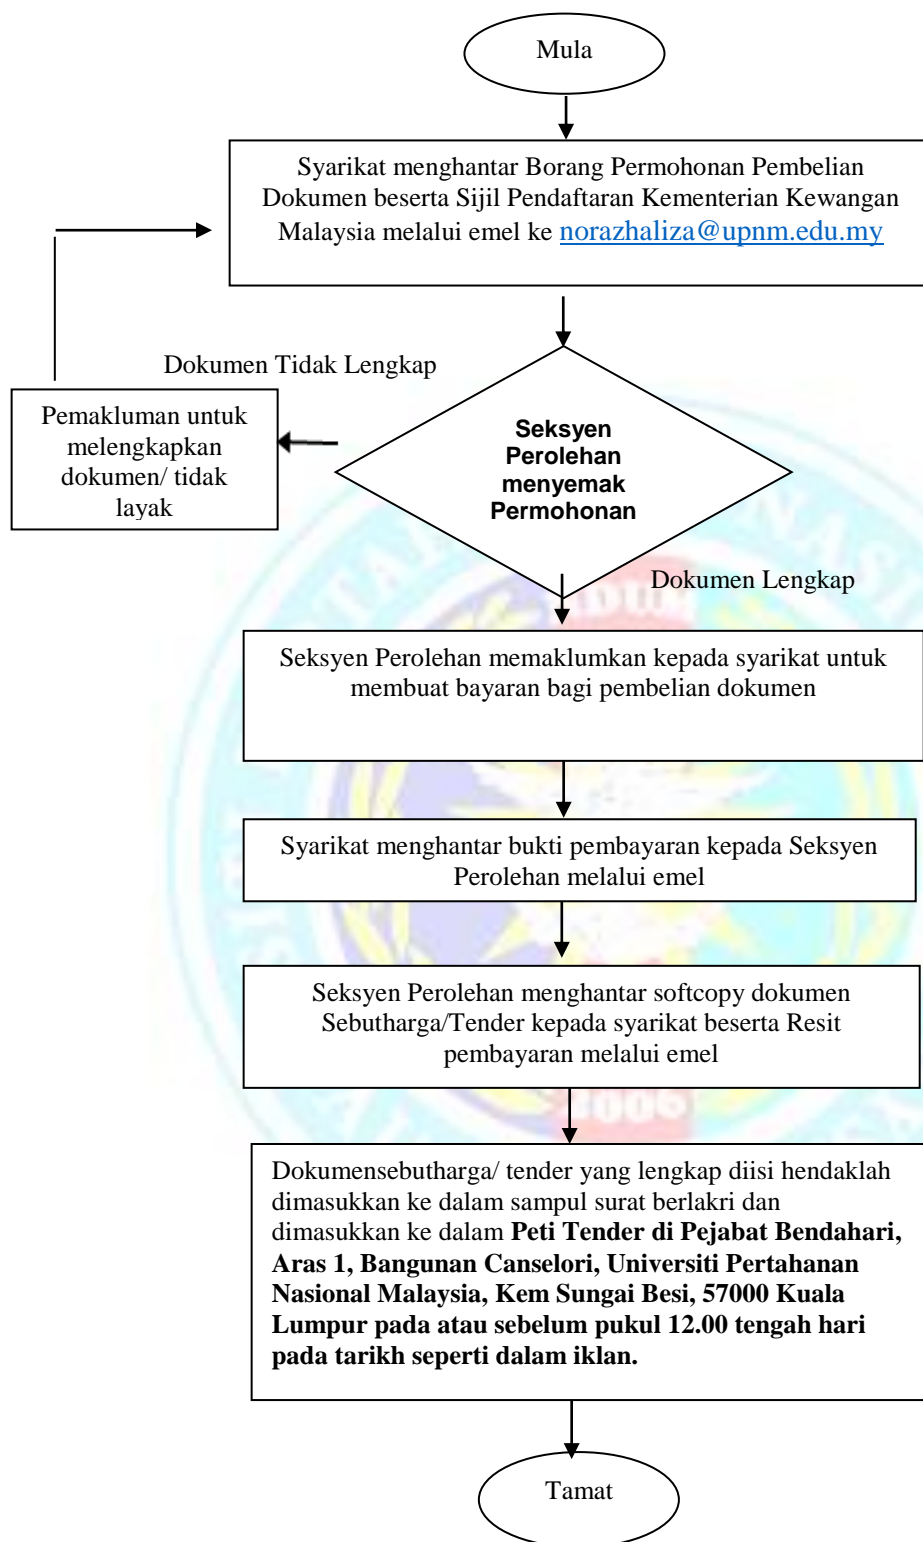 Mula
Syarikat menghantar Borang Permohonan Pembelian
Dokumen beserta Sijil Pendaftaran Kementerian Kewangan
Malaysia melalui emel ke norazhaliza@upnm.edu.my
Dokumen Tidak Lengkap
Pemakluman untuk
melengkapkan
dokumen/ tidak
layak
Seksyen
Perolehan
menyemak
Permohonan
Dokumen Lengkap
Seksyen Perolehan memaklumkan kepada syarikat untuk
membuat bayaran bagi pembelian dokumen
Syarikat menghantar bukti pembayaran kepada Seksyen
Perolehan melalui emel
Seksyen Perolehan menghantar softcopy dokumen
Sebutharga/Tender kepada syarikat beserta Resit
pembayaran melalui emel
2006
Dokumensebutharga/ tender yang lengkap diisi hendaklah
dimasukkan ke dalam sampul surat berlakri dan
dimasukkan ke dalam Peti Tender di Pejabat Bendahari,
Aras 1, Bangunan Canselori, Universiti Pertahanan
Nasional Malaysia, Kem Sungai Besi, 57000 Kuala
Lumpur pada atau sebelum pukul 12.00 tengah hari
pada tarikh seperti dalam iklan.
Tamat